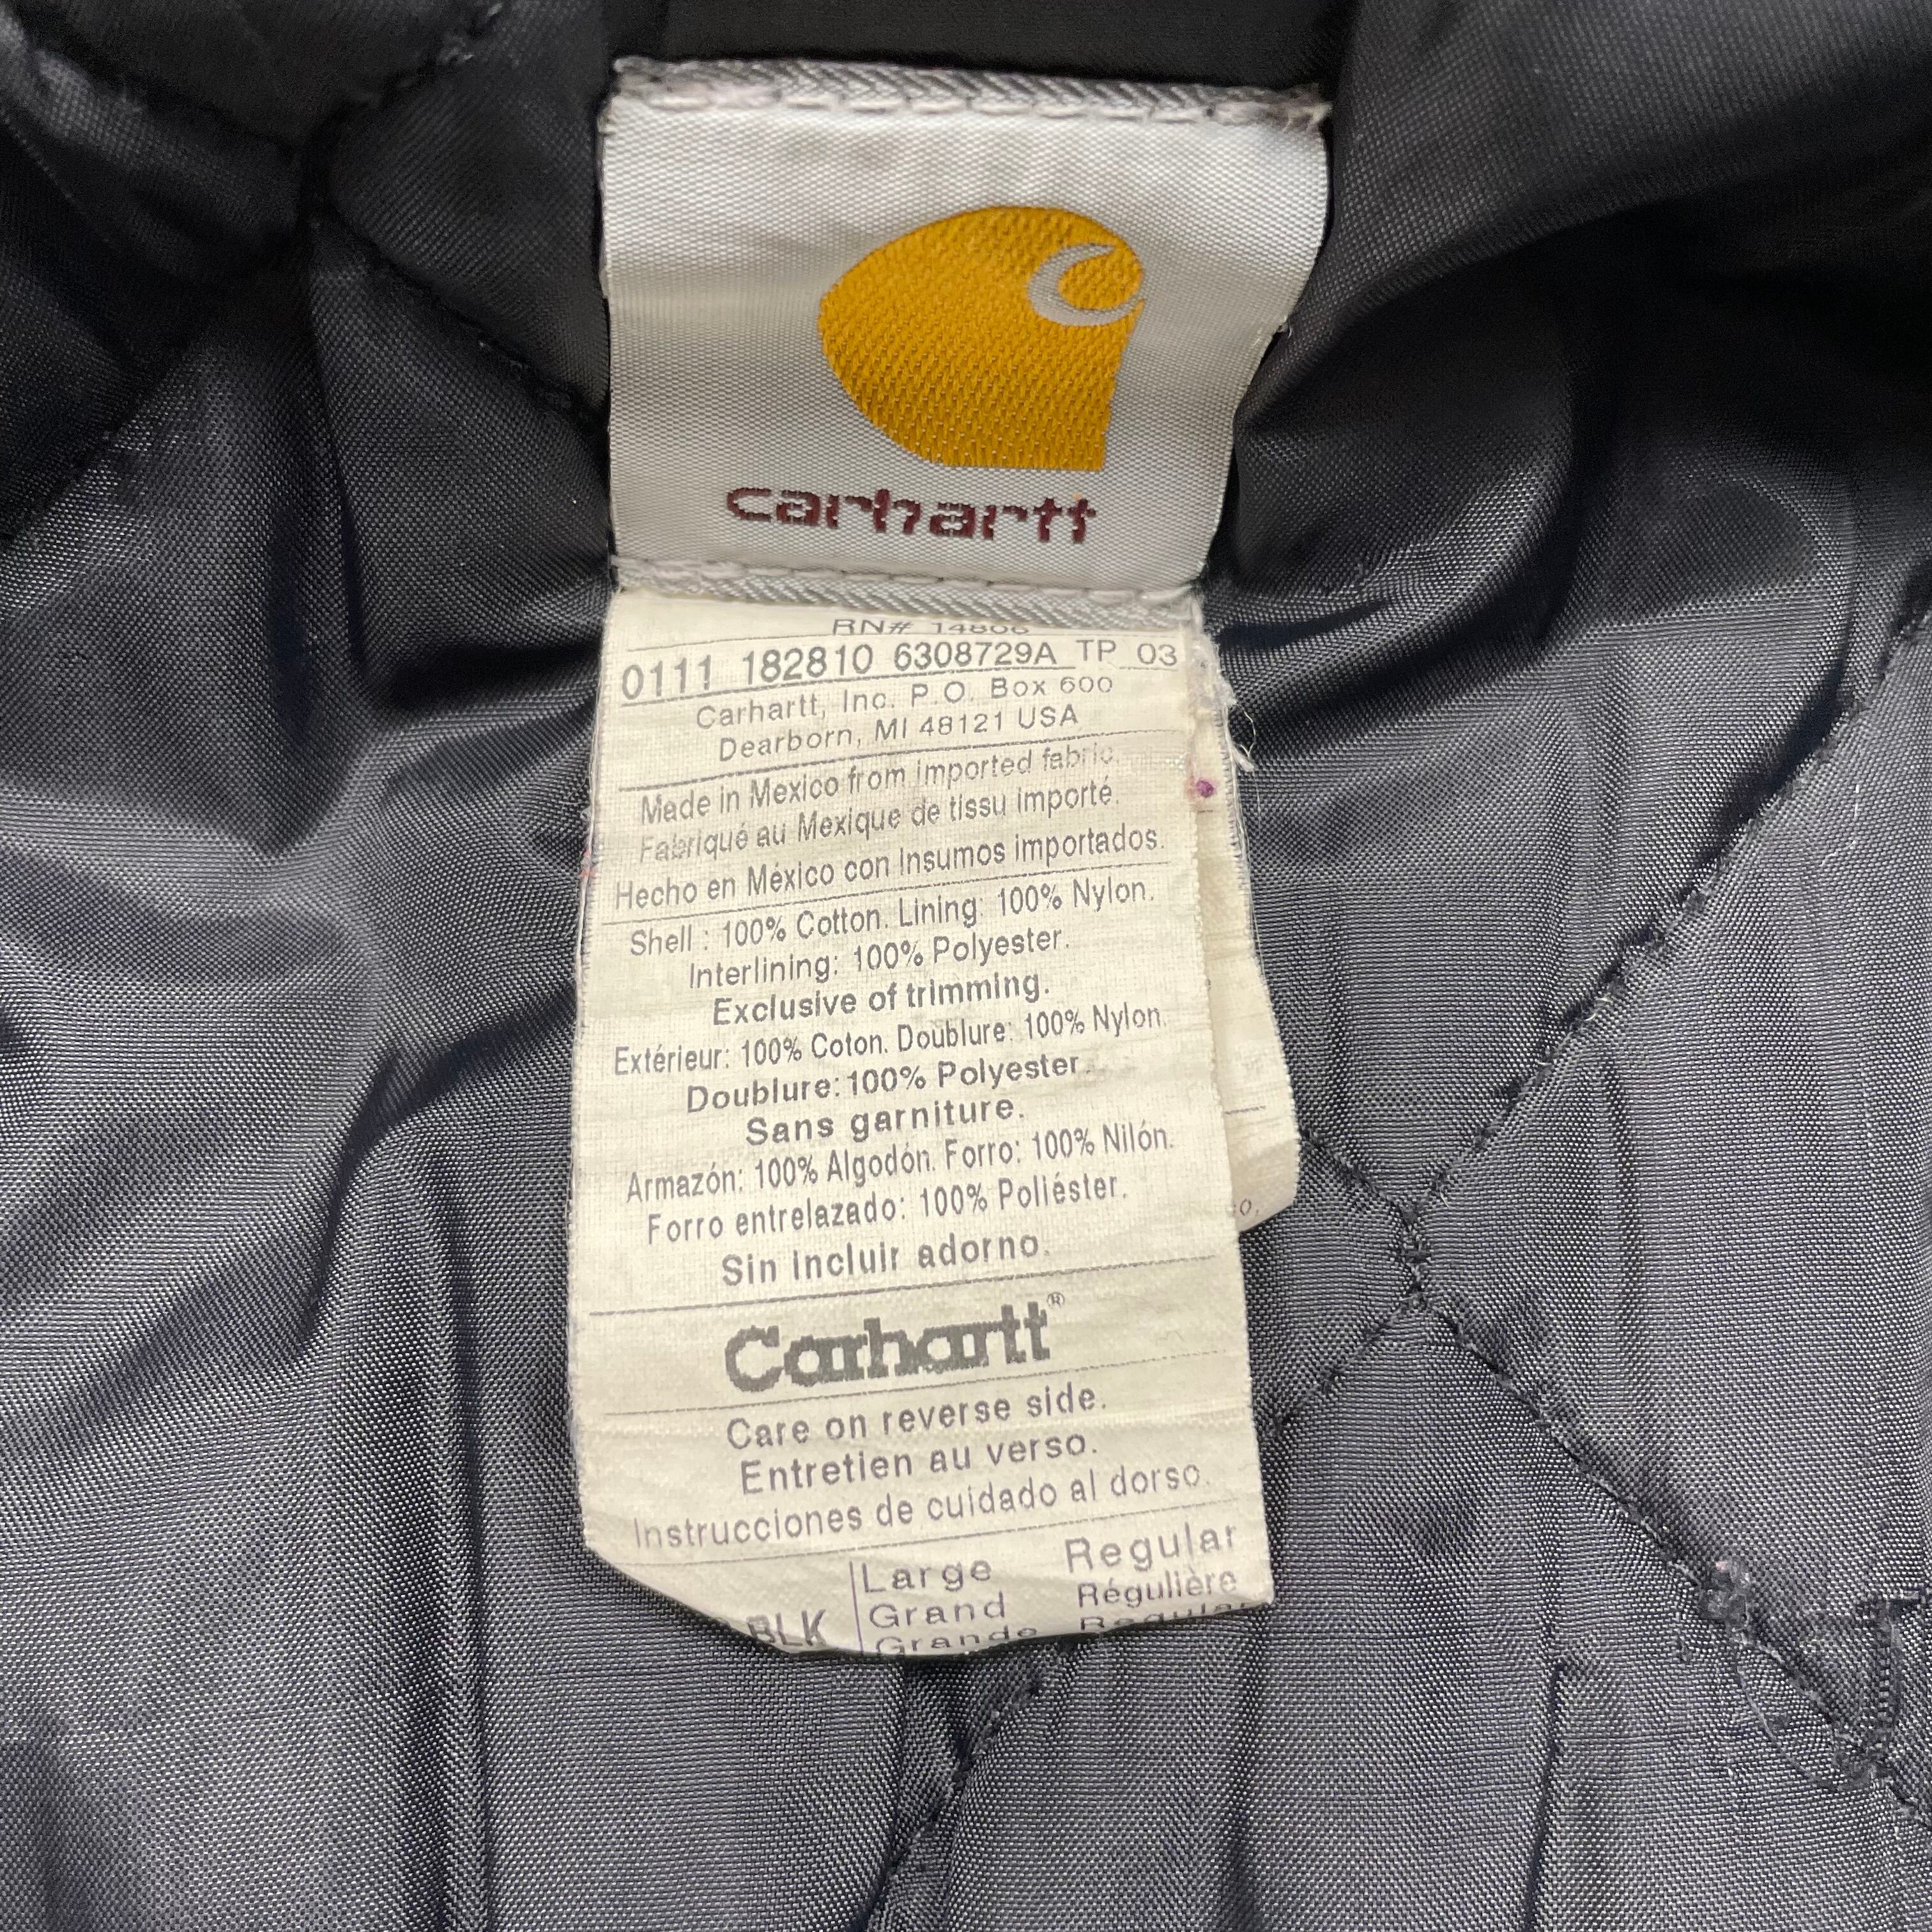 carhartt
RN# 14806
0111 182810 6308729A TP 03
Carhartt, Inc. P.O. Box 600
Dearborn, MI 48121 USA
Made in Mexico from imported fabric.
Fabriqué au Mexique de tissu importé.
Hecho en México con Insumos importados.
Shell : 100% Cotton. Lining: 100% Nylon.
Interlining: 100% Polyester.
Exclusive of trimming.
Extérieur: 100% Coton. Doublure: 100% Nylon.
Doublure: 100% Polyester.
Sans garniture.
Armazón: 100% Algodón. Forro: 100% Nilón.
Forro entrelazado: 100% Poliéster.
Sin incluir adorno.
Carhartt®
Care on reverse side.
Entretien au verso.
Instrucciones de cuidado al dorso.
Large Regular
BLK Grand Régulière
Grande Regular